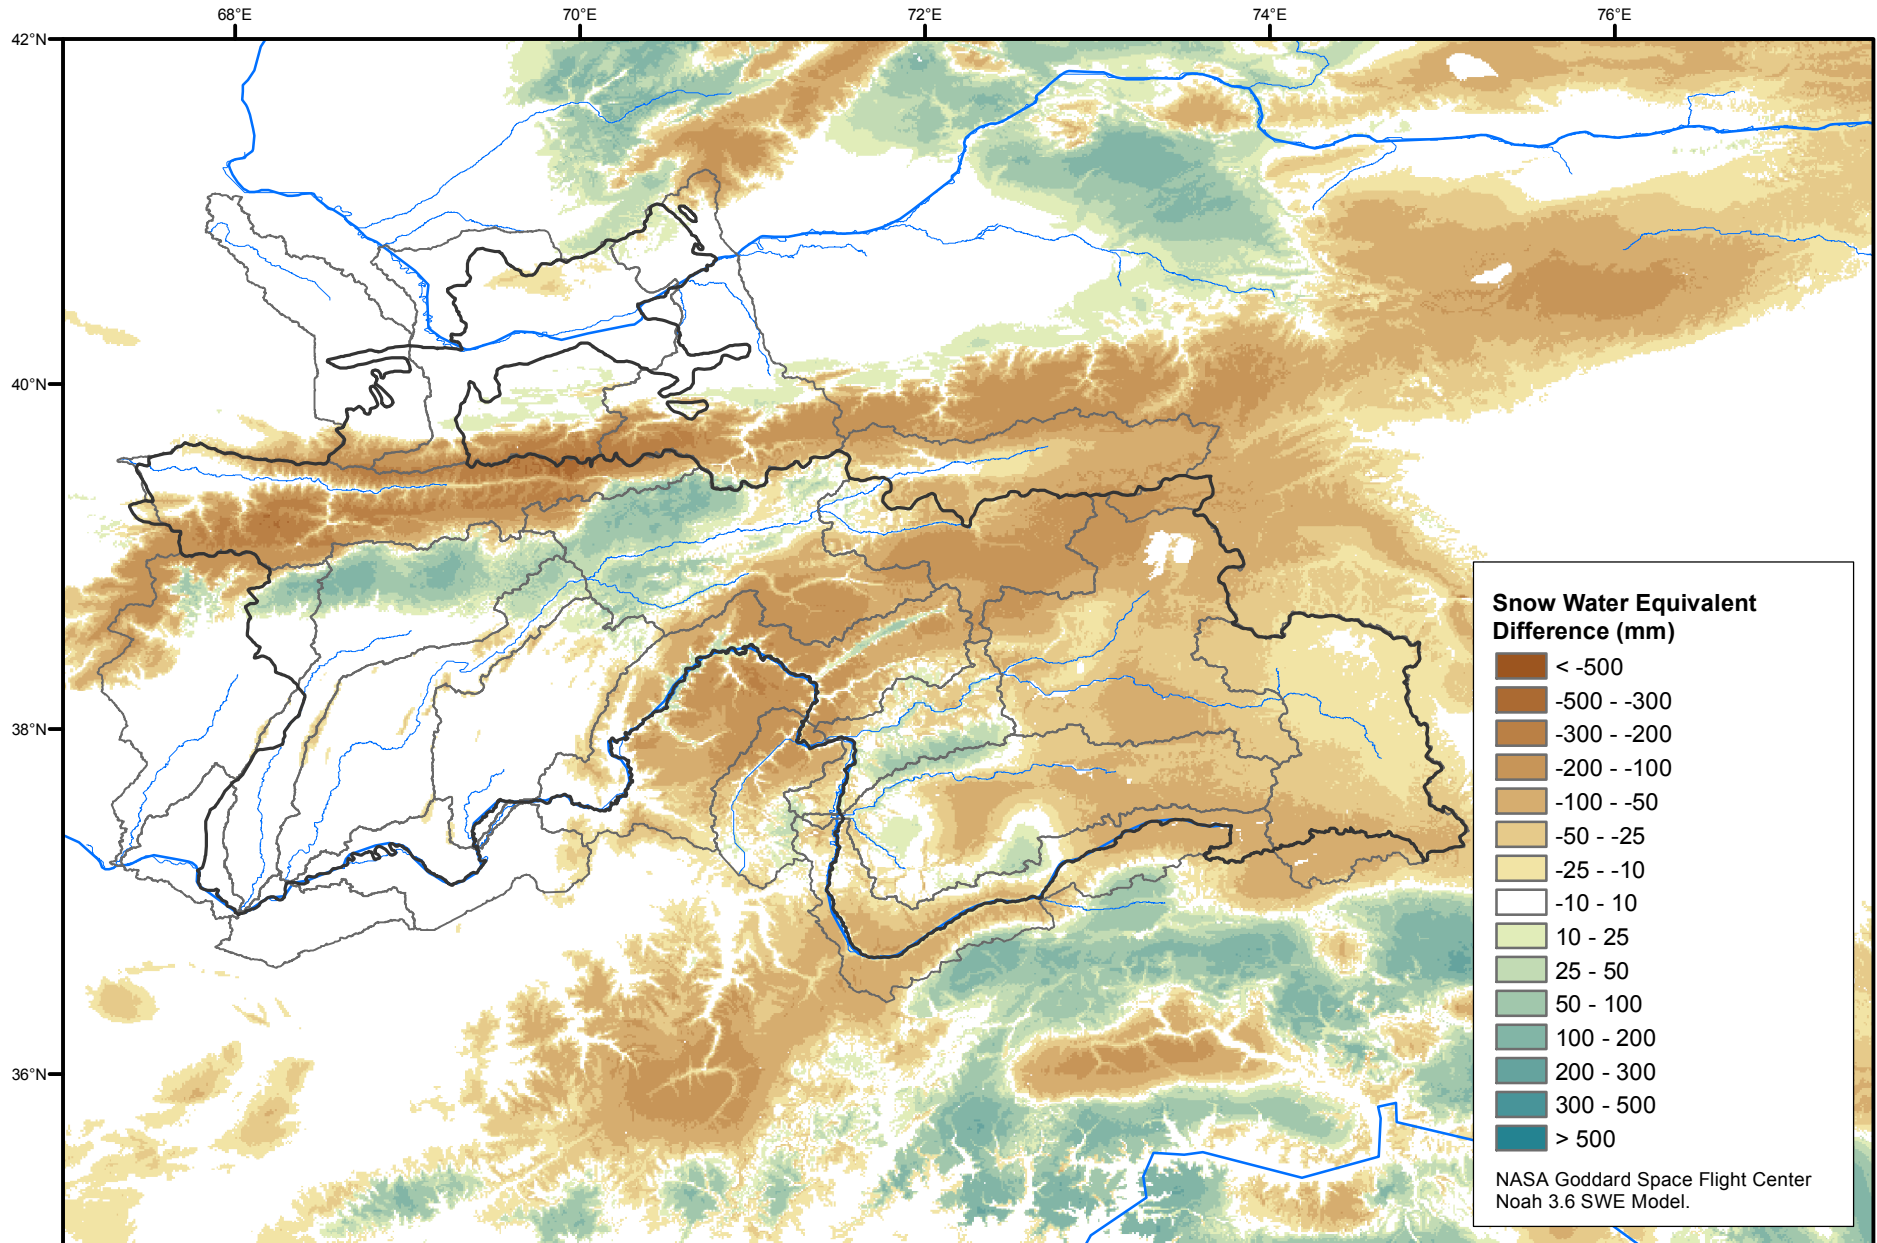 68°E
70°E
72°E
74°E
76°E
42°N
40°N
38°N
36°N
Snow Water Equivalent
Difference (mm)
< -500
-500 - -300
-300 - -200
-200 - -100
-100 - -50
-50 - -25
-25 - -10
-10 - 10
10 - 25
25 - 50
50 - 100
100 - 200
200 - 300
300 - 500
> 500
NASA Goddard Space Flight Center
Noah 3.6 SWE Model.